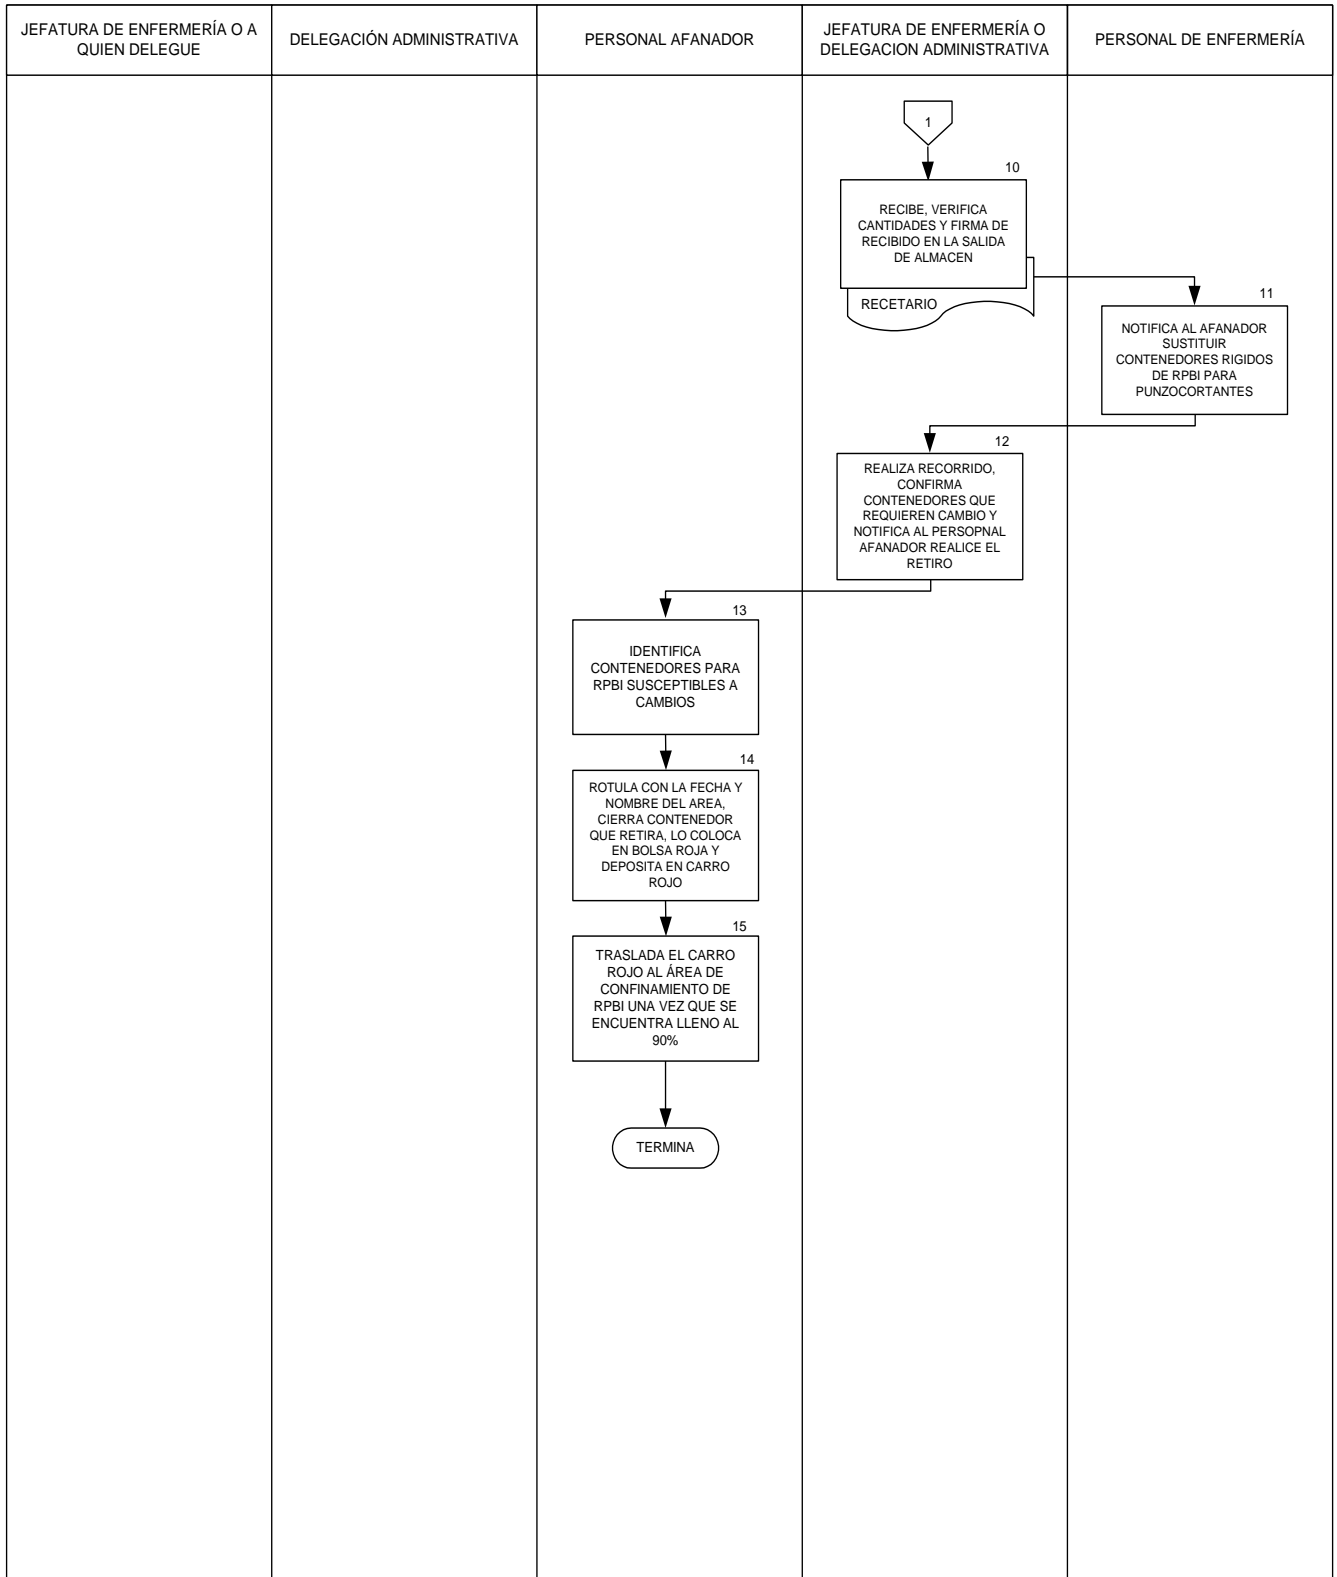 JEFATURA DE ENFERMERÍA O A
QUIEN DELEGUE
DELEGACIÓN ADMINISTRATIVA
PERSONAL AFANADOR
JEFATURA DE ENFERMERÍA O
DELEGACION ADMINISTRATIVA
PERSONAL DE ENFERMERÍA
1
10
RECIBE, VERIFICA
CANTIDADES Y FIRMA DE
RECIBIDO EN LA SALIDA
DE ALMACEN
RECETARIO
11
NOTIFICA AL AFANADOR
SUSTITUIR
CONTENEDORES RIGIDOS
DE RPBI PARA
PUNZOCORTANTES
12
REALIZA RECORRIDO,
CONFIRMA
CONTENEDORES QUE
REQUIEREN CAMBIO Y
NOTIFICA AL PERSOPNAL
AFANADOR REALICE EL
RETIRO
13
IDENTIFICA
CONTENEDORES PARA
RPBI SUSCEPTIBLES A
CAMBIOS
14
ROTULA CON LA FECHA Y
NOMBRE DEL AREA,
CIERRA CONTENEDOR
QUE RETIRA, LO COLOCA
EN BOLSA ROJA Y
DEPOSITA EN CARRO
ROJO
15
TRASLADA EL CARRO
ROJO AL ÁREA DE
CONFINAMIENTO DE
RPBI UNA VEZ QUE SE
ENCUENTRA LLENO AL
90%
TERMINA